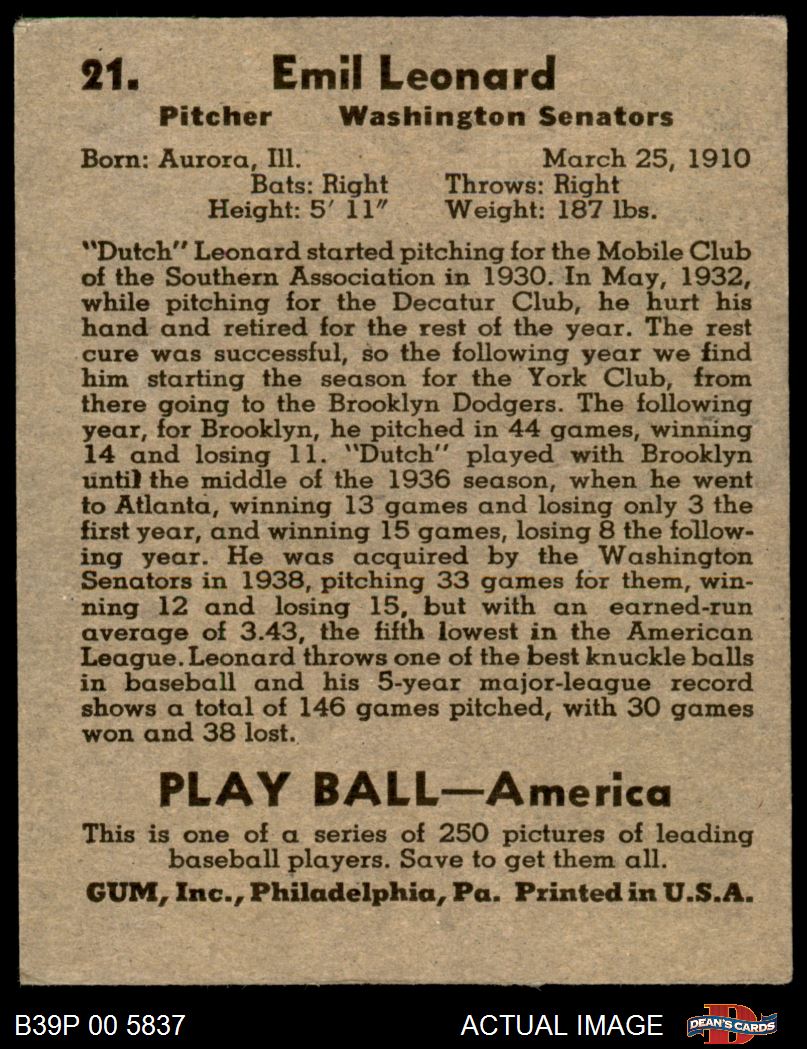 21. Emil Leonard
Pitcher Washington Senators
Born: Aurora, Ill. March 25, 1910
Bats: Right Throws: Right
Height: 5' 11" Weight: 187 lbs.
"Dutch" Leonard started pitching for the Mobile Club
of the Southern Association in 1930. In May, 1932,
while pitching for the Decatur Club, he hurt his
hand and retired for the rest of the year. The rest
cure was successful, so the following year we find
him starting the season for the York Club, from
there going to the Brooklyn Dodgers. The following
year, for Brooklyn, he pitched in 44 games, winning
14 and losing 11. "Dutch" played with Brooklyn
until the middle of the 1936 season, when he went
to Atlanta, winning 13 games and losing only 3 the
first year, and winning 15 games, losing 8 the follow-
ing year. He was acquired by the Washington
Senators in 1938, pitching 33 games for them, win-
ning 12 and losing 15, but with an earned-run
average of 3.43, the fifth lowest in the American
League. Leonard throws one of the best knuckle balls
in baseball and his 5-year major-league record
shows a total of 146 games pitched, with 30 games
won and 38 lost.
PLAY BALL—America
This is one of a series of 250 pictures of leading
baseball players. Save to get them all.
GUM, Inc., Philadelphia, Pa. Printed in U.S.A.
B39P 00 5837 ACTUAL IMAGE D DEAN'S CARDS